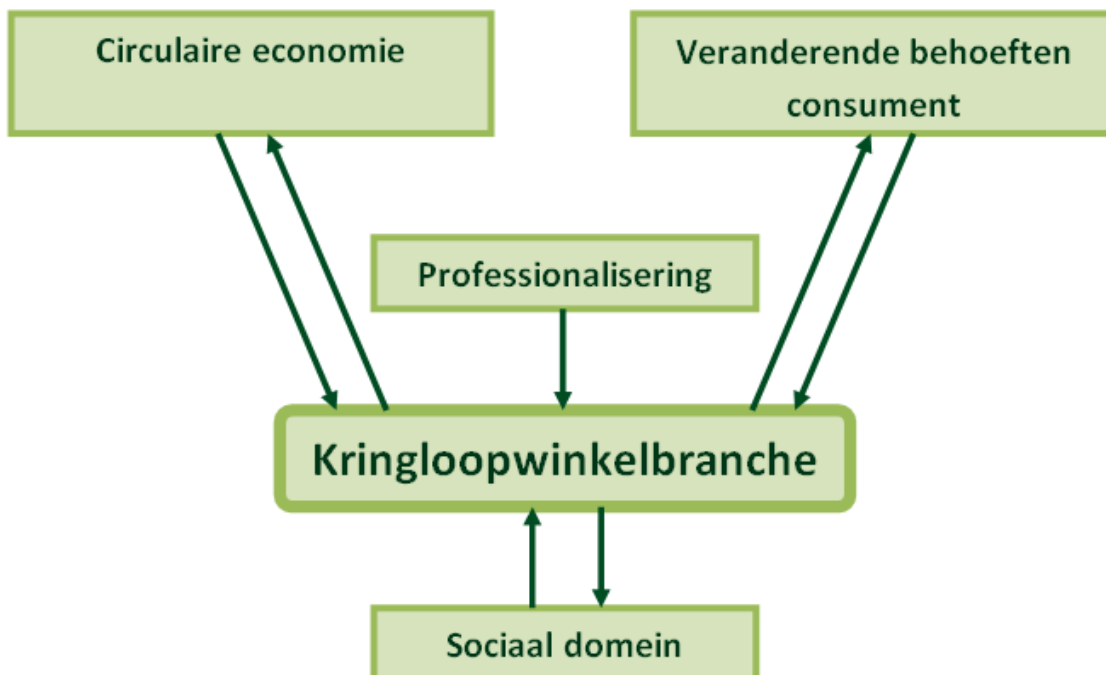 Circulaire economie
Veranderende behoeften
consument
Professionalisering
Kringloopwinkelbranche
Sociaal domein